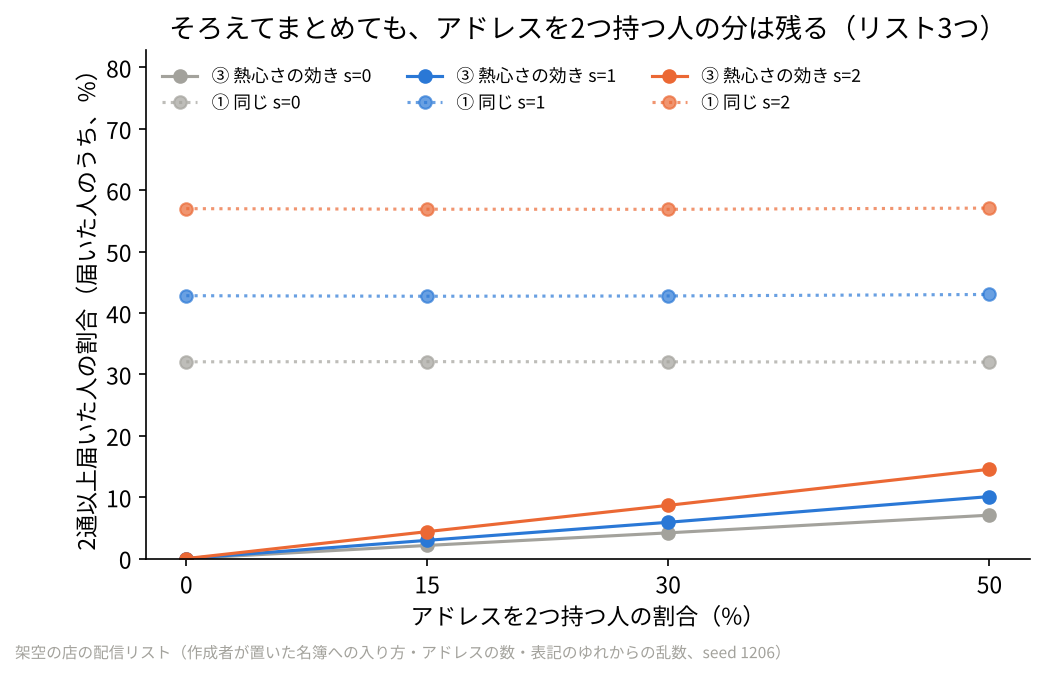 そろえてまとめても、アドレスを2つ持つ人の分は残る（リスト3つ）
③ 熱心さの効き s=0
① 同じ s=0
③ 熱心さの効き s=1
① 同じ s=1
③ 熱心さの効き s=2
① 同じ s=2
2通以上届いた人の割合（届いた人のうち、%）
80
70
60
50
40
30
20
10
0
0 15 30 50
アドレスを2つ持つ人の割合（%）
架空の店の配信リスト（作成者が置いた名簿への入り方・アドレスの数・表記のゆれからの乱数、seed 1206）